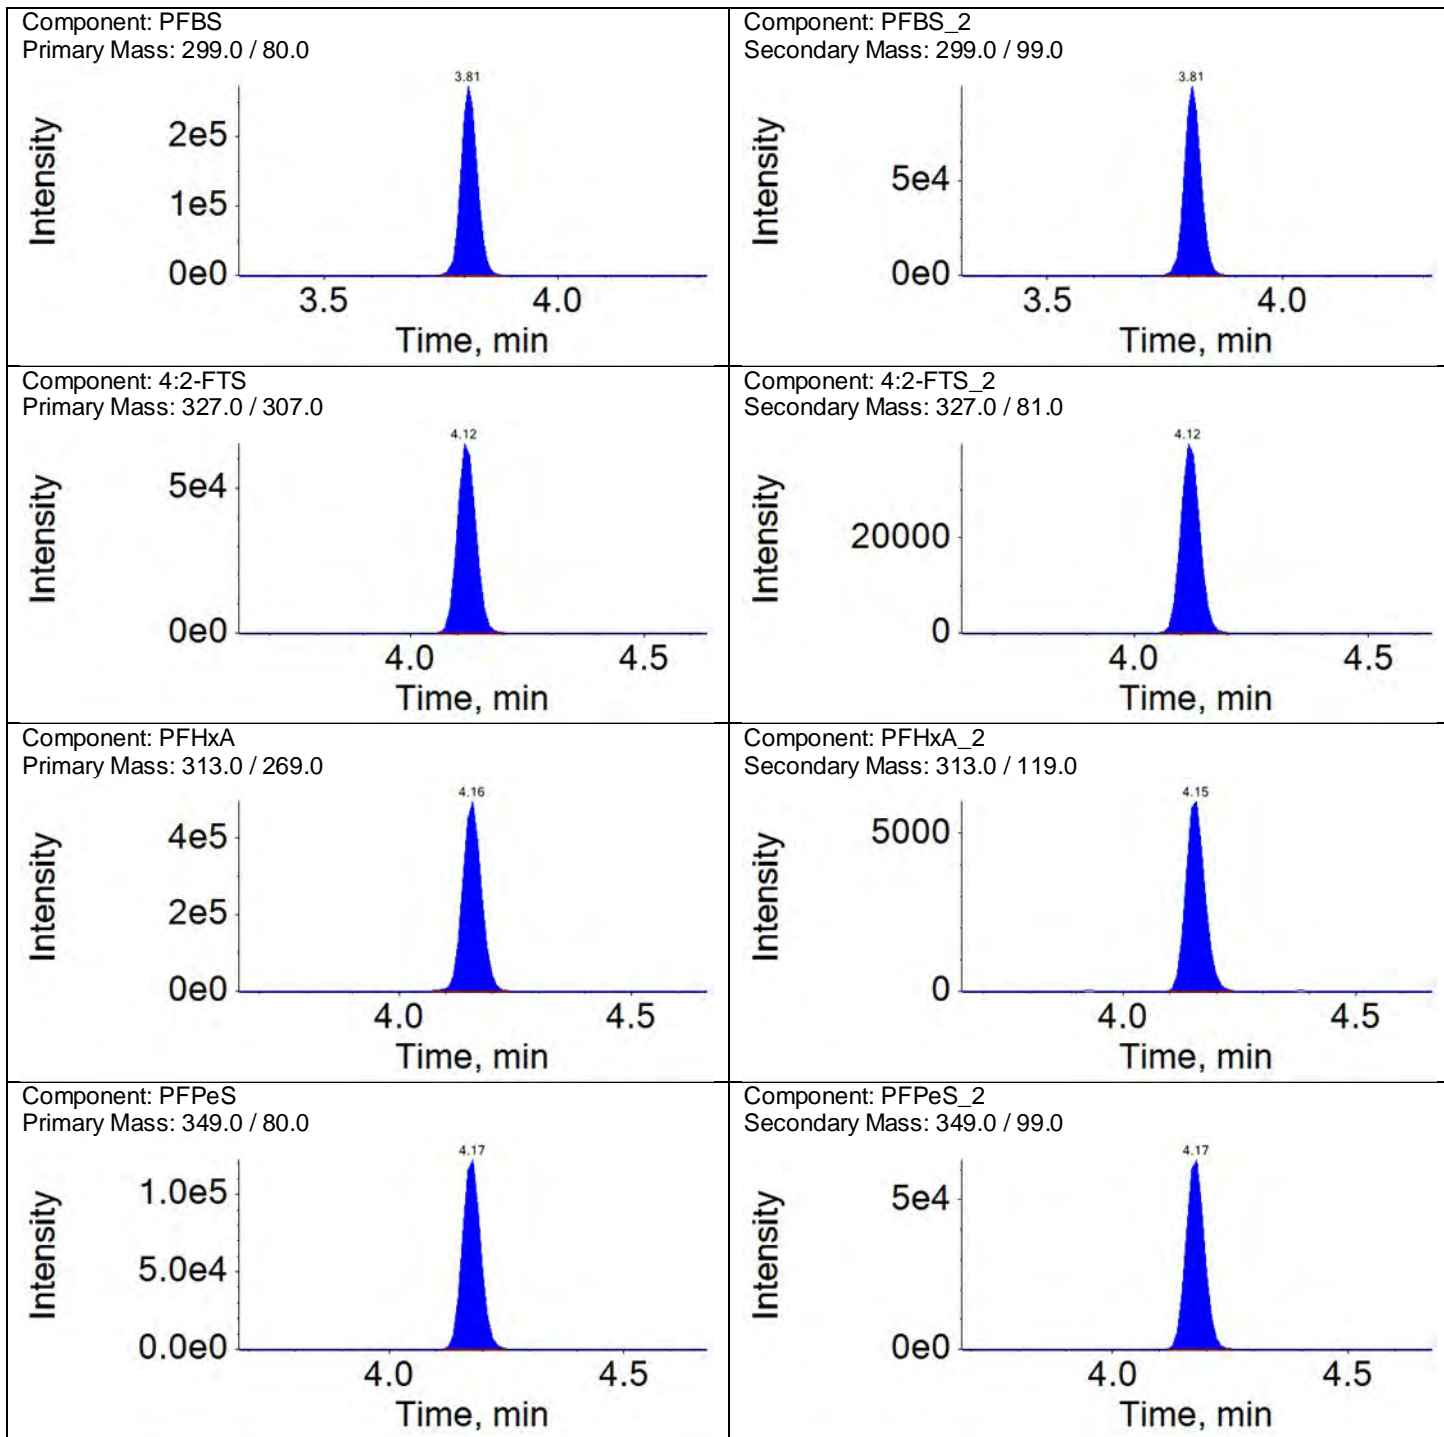 Component: PFBS
Primary Mass: 299.0 / 80.0
3.81
Intensity
2e5
1e5
0e0
3.5 4.0
Time, min
Component: PFBS_2
Secondary Mass: 299.0 / 99.0
3.81
Intensity
5e4
0e0
3.5 4.0
Time, min
Component: 4:2-FTS
Primary Mass: 327.0 / 307.0
4.12
Intensity
5e4
0e0
4.0 4.5
Time, min
Component: 4:2-FTS_2
Secondary Mass: 327.0 / 81.0
4.12
Intensity
20000
0
4.0 4.5
Time, min
Component: PFHxA
Primary Mass: 313.0 / 269.0
4.16
Intensity
4e5
2e5
0e0
4.0 4.5
Time, min
Component: PFHxA_2
Secondary Mass: 313.0 / 119.0
4.15
Intensity
5000
0
4.0 4.5
Time, min
Component: PFPeS
Primary Mass: 349.0 / 80.0
4.17
Intensity
1.0e5
5.0e4
0.0e0
4.0 4.5
Time, min
Component: PFPeS_2
Secondary Mass: 349.0 / 99.0
4.17
Intensity
5e4
0e0
4.0 4.5
Time, min